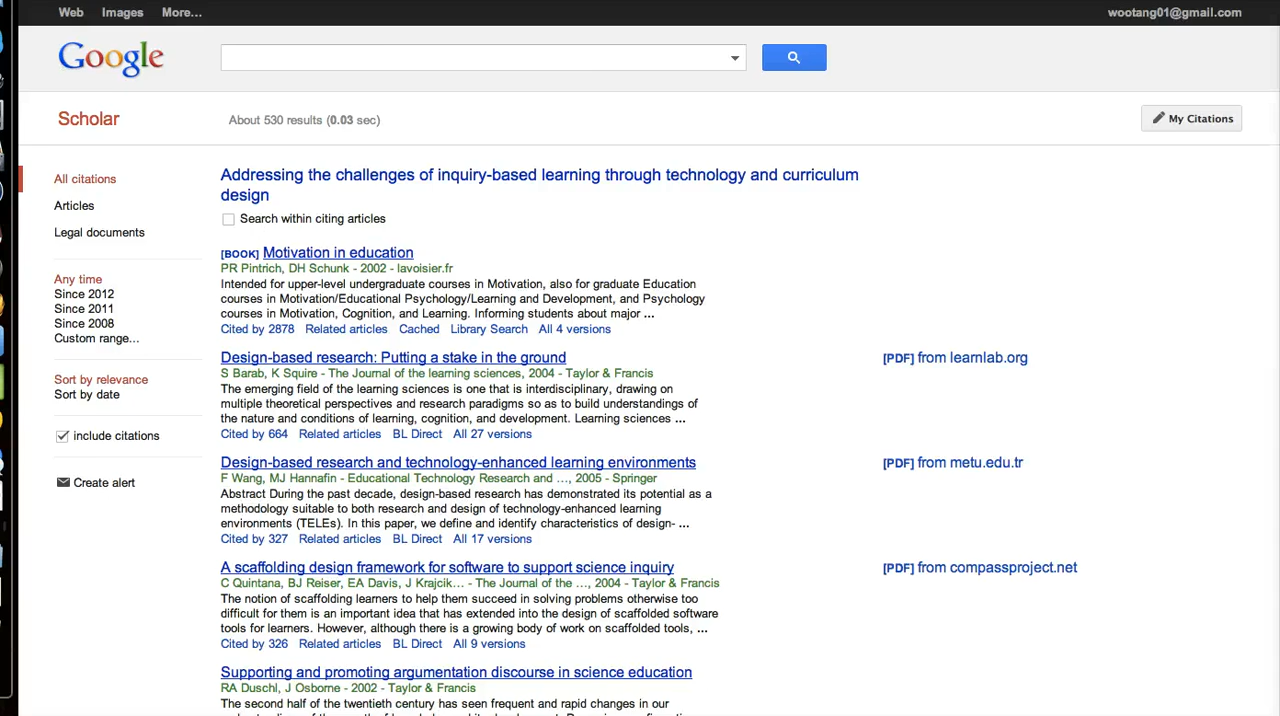 Web Images More... wootang01@gmail.com
Google
Scholar About 530 results (0.03 sec) My Citations
All citations
Articles
Legal documents
Any time
Since 2012
Since 2011
Since 2008
Custom range...
Sort by relevance
Sort by date
include citations
Create alert
Addressing the challenges of inquiry-based learning through technology and curriculum
design
Search within citing articles
[BOOK] Motivation in education
PR Pintrich, DH Schunk - 2002 - lavoisier.fr
Intended for upper-level undergraduate courses in Motivation, also for graduate Education
courses in Motivation/Educational Psychology/Learning and Development, and Psychology
courses in Motivation, Cognition, and Learning. Informing students about major ...
Cited by 2878 Related articles Cached Library Search All 4 versions
Design-based research: Putting a stake in the ground [PDF] from learnlab.org
S Barab, K Squire - The Journal of the learning sciences, 2004 - Taylor & Francis
The emerging field of the learning sciences is one that is interdisciplinary, drawing on
multiple theoretical perspectives and research paradigms so as to build understandings of
the nature and conditions of learning, cognition, and development. Learning sciences ...
Cited by 664 Related articles BL Direct All 27 versions
Design-based research and technology-enhanced learning environments [PDF] from metu.edu.tr
F Wang, MJ Hannafin - Educational Technology Research and ..., 2005 - Springer
Abstract During the past decade, design-based research has demonstrated its potential as a
methodology suitable to both research and design of technology-enhanced learning
environments (TELEs). In this paper, we define and identify characteristics of design- ...
Cited by 327 Related articles BL Direct All 17 versions
A scaffolding design framework for software to support science inquiry [PDF] from compassproject.net
C Quintana, BJ Reiser, EA Davis, J Krajcik... - The Journal of the ..., 2004 - Taylor & Francis
The notion of scaffolding learners to help them succeed in solving problems otherwise too
difficult for them is an important idea that has extended into the design of scaffolded software
tools for learners. However, although there is a growing body of work on scaffolded tools, ...
Cited by 326 Related articles BL Direct All 9 versions
Supporting and promoting argumentation discourse in science education
RA Duschl, J Osborne - 2002 - Taylor & Francis
The second half of the twentieth century has seen frequent and rapid changes in our